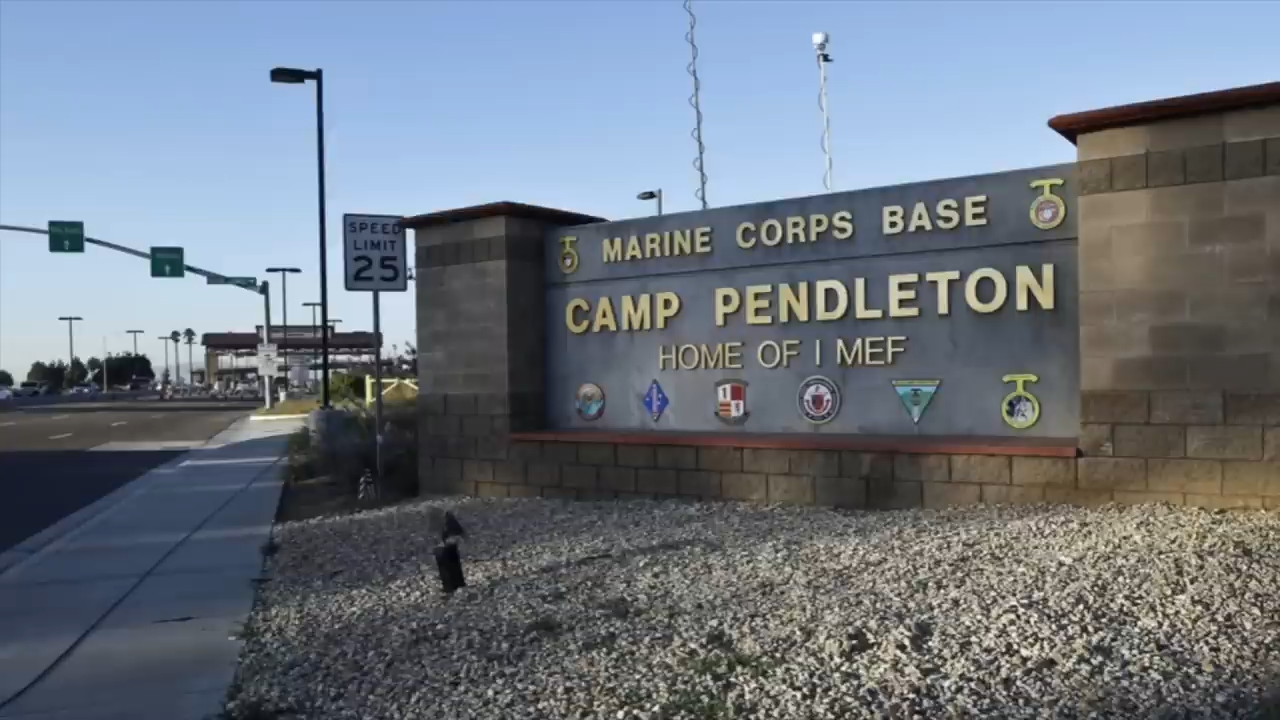 SPEED
LIMIT
25
MARINE CORPS BASE
CAMP PENDLETON
HOME OF I MEF